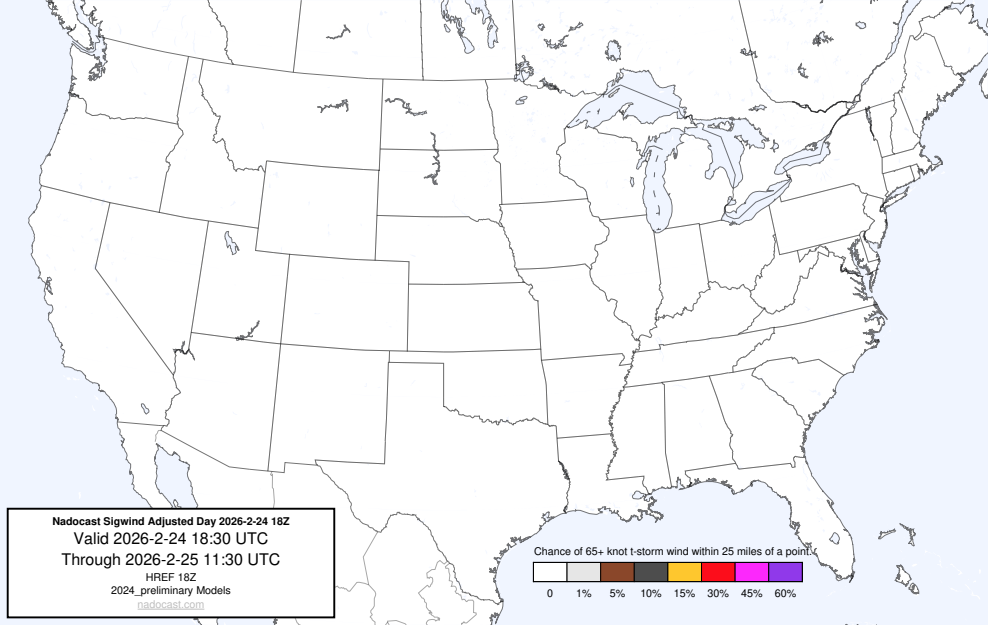 Nadocast Sigwind Adjusted Day 2026-2-24 18Z
Valid 2026-2-24 18:30 UTC
Through 2026-2-25 11:30 UTC
HREF 18Z
2024_preliminary Models
nadocast.com
Chance of 65+ knot t-storm wind within 25 miles of a point.
0 1% 5% 10% 15% 30% 45% 60%